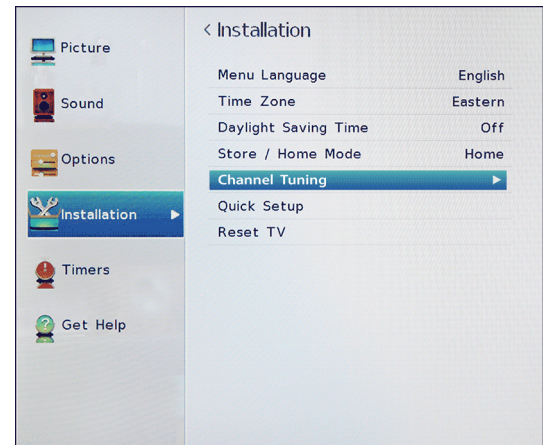 Picture
Sound
Options
Installation
Timers
Get Help
< Installation
Menu Language English
Time Zone Eastern
Daylight Saving Time Off
Store / Home Mode Home
Channel Tuning
Quick Setup
Reset TV